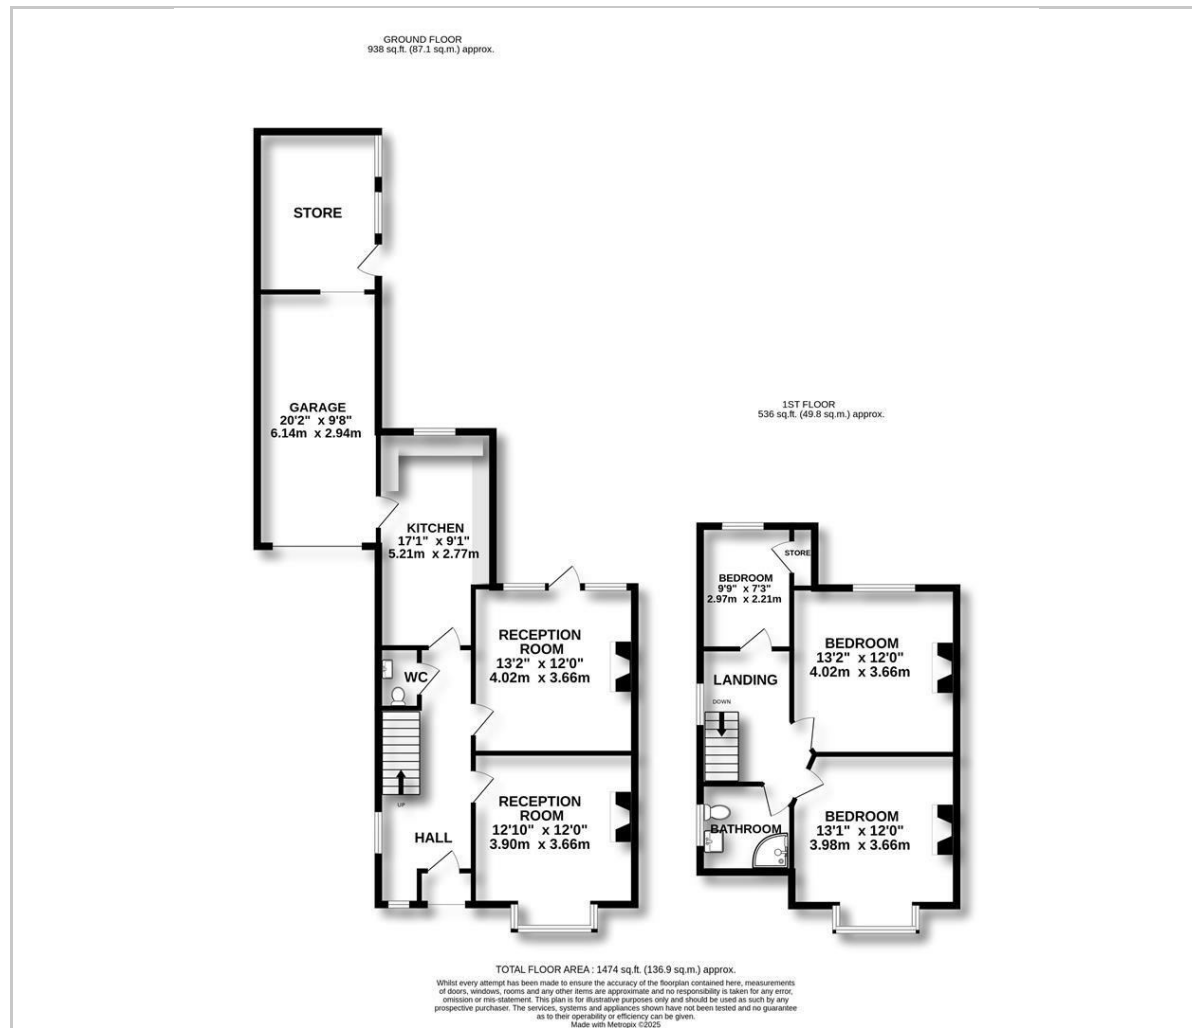 GROUND FLOOR
938 sq.ft. (87.1 sq.m.) approx.
STORE
GARAGE
20'2" x 9'8"
6.14m x 2.94m
KITCHEN
17'1" x 9'1"
5.21m x 2.77m
RECEPTION
ROOM
13'2" x 12'0"
4.02m x 3.66m
WC
UP
RECEPTION
ROOM
12'10" x 12'0"
3.90m x 3.66m
HALL
1ST FLOOR
536 sq.ft. (49.8 sq.m.) approx.
STORE
BEDROOM
9'9" x 7'3"
2.97m x 2.21m
BEDROOM
13'2" x 12'0"
4.02m x 3.66m
LANDING
DOWN
BATHROOM
BEDROOM
13'1" x 12'0"
3.98m x 3.66m
TOTAL FLOOR AREA : 1474 sq.ft. (136.9 sq.m.) approx.
Whilst every attempt has been made to ensure the accuracy of the floorplan contained here, measurements
of doors, windows, rooms and any other items are approximate and no responsibility is taken for any error,
omission or mis-statement. This plan is for illustrative purposes only and should be used as such by any
prospective purchaser. The services, systems and appliances shown have not been tested and no guarantee
as to their operability or efficiency can be given.
Made with Metropix ©2025